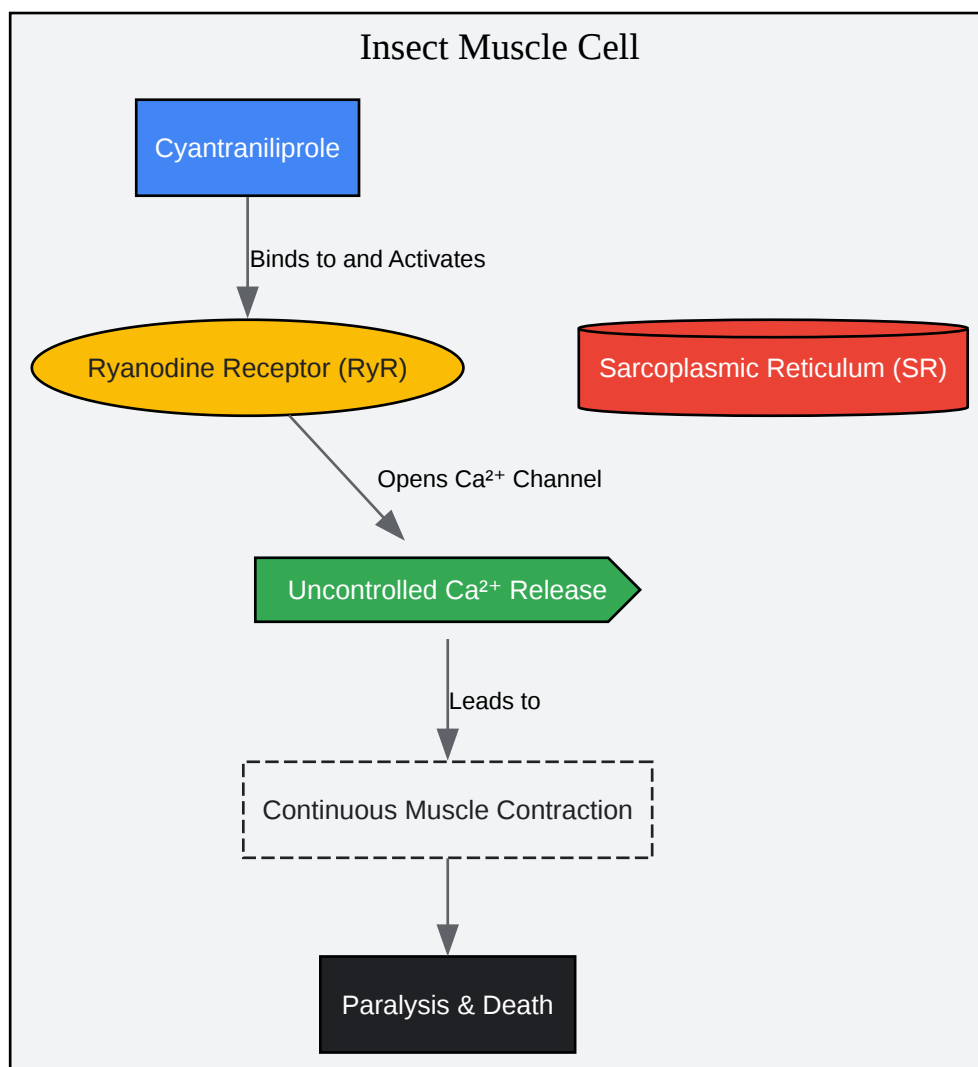 Insect Muscle Cell
Cyantraniliprole
Binds to and Activates
Ryanodine Receptor (RyR)
Sarcoplasmic Reticulum (SR)
Opens Ca²⁺ Channel
Uncontrolled Ca²⁺ Release
Leads to
Continuous Muscle Contraction
Paralysis & Death